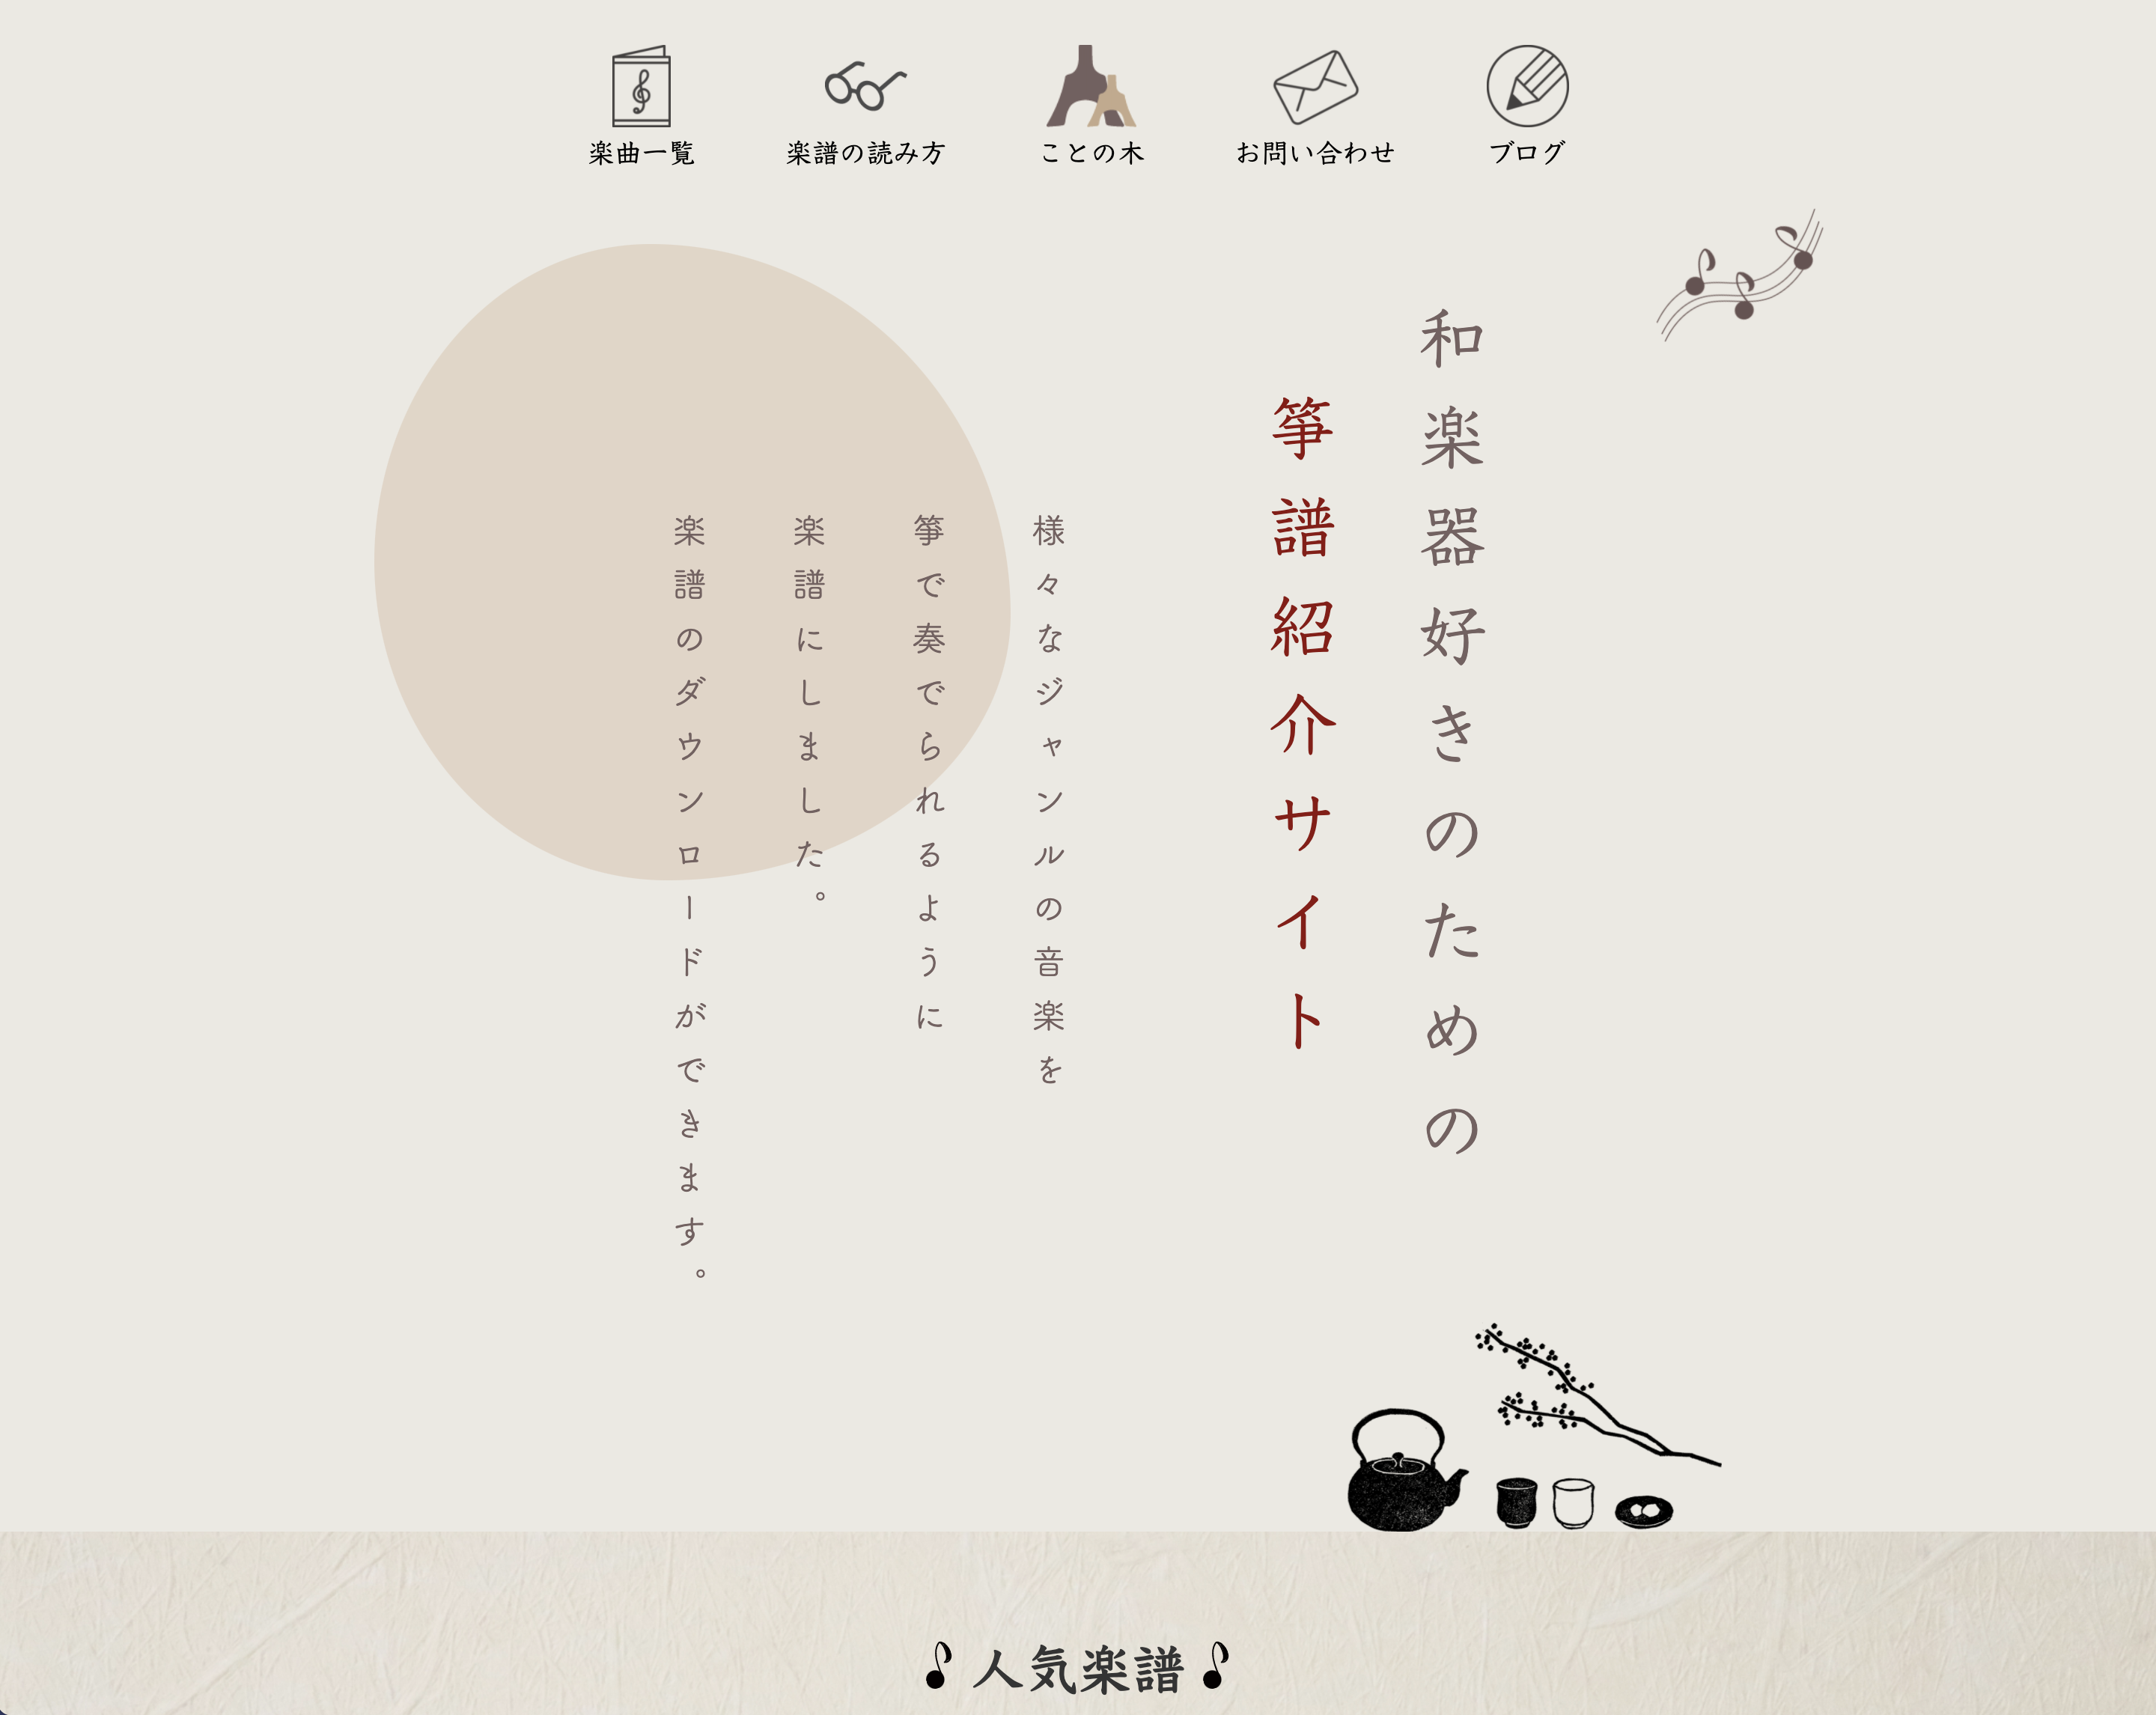 楽曲一覧
楽譜の読み方
ことの木
お問い合わせ
ブログ
和楽器好きのための
箏譜紹介サイト
様々なジャンルの音楽を
箏で奏でられるように
楽譜にしました。
楽譜のダウンロードができます。
人気楽譜